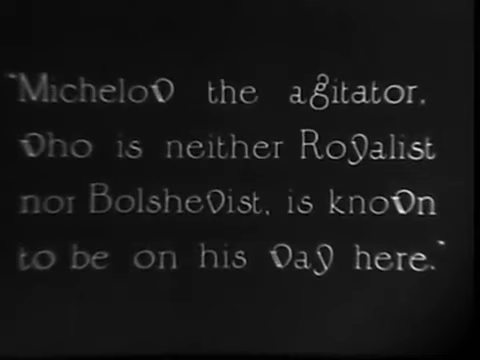 "Michelov the agitator,
who is neither Royalist
nor Bolshevist, is known
to be on his way here."